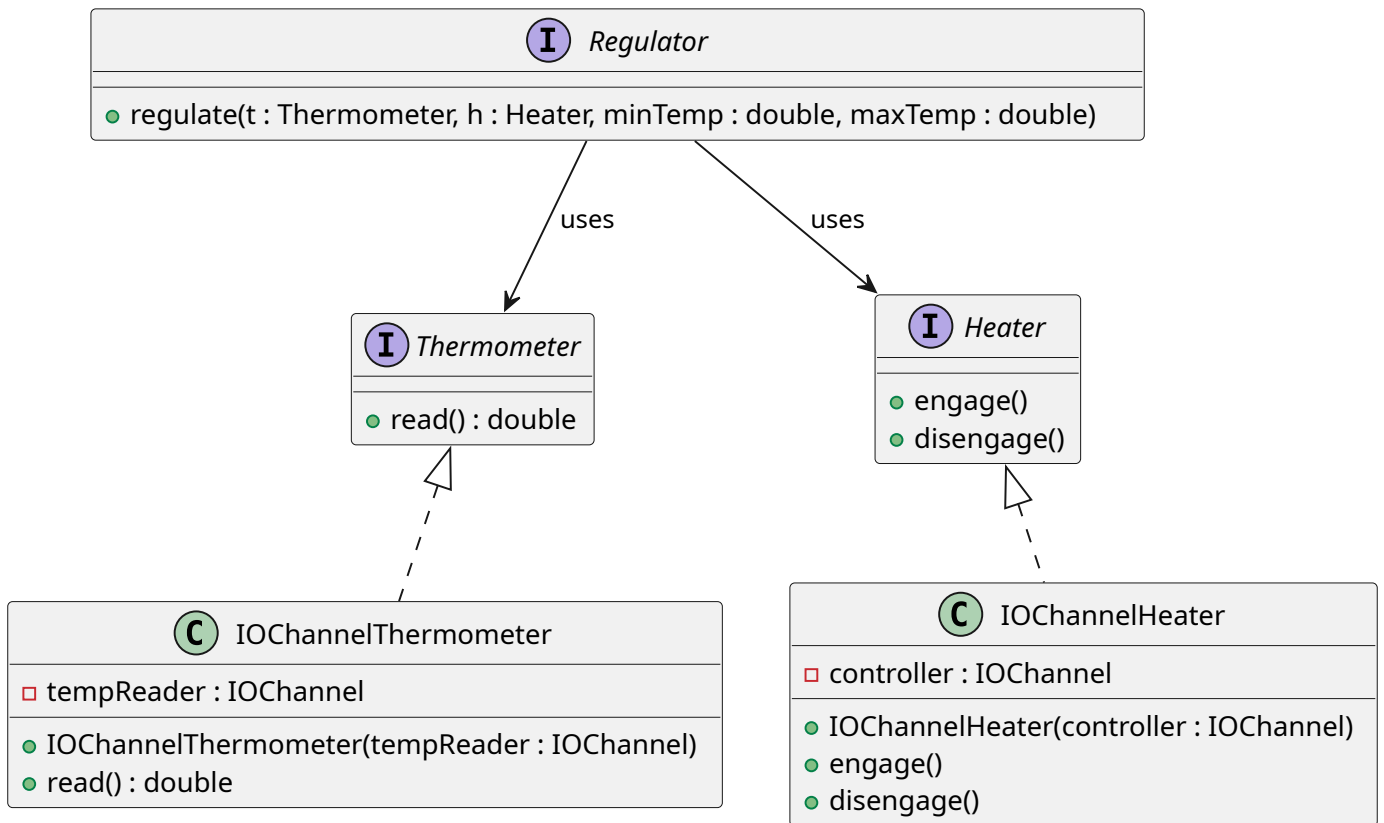 I Regulator
regulate(t : Thermometer, h : Heater, minTemp : double, maxTemp : double)
uses
uses
I Thermometer
read() : double
I Heater
engage()
disengage()
C IOChannelThermometer
tempReader : IOChannel
IOChannelThermometer(tempReader : IOChannel)
read() : double
C IOChannelHeater
controller : IOChannel
IOChannelHeater(controller : IOChannel)
engage()
disengage()